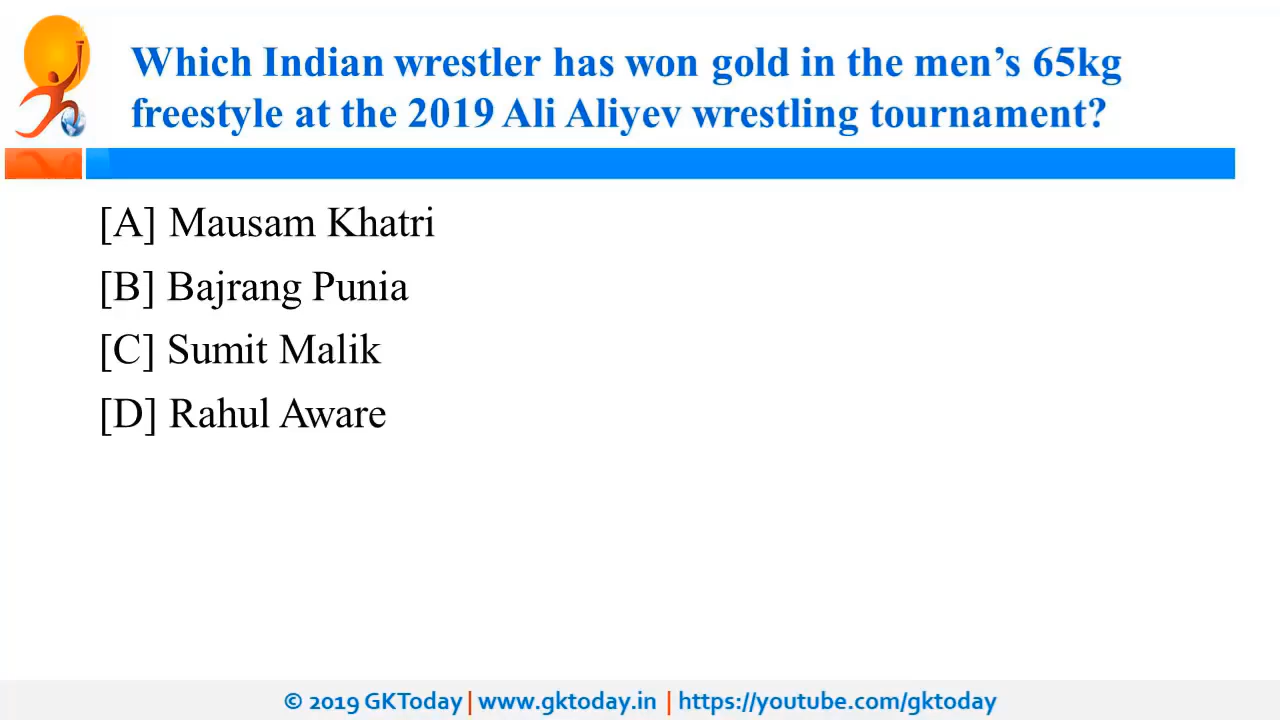 Which Indian wrestler has won gold in the men’s 65kg
freestyle at the 2019 Ali Aliyev wrestling tournament?
[A] Mausam Khatri
[B] Bajrang Punia
[C] Sumit Malik
[D] Rahul Aware
© 2019 GKToday | www.gktoday.in | https://youtube.com/gktoday